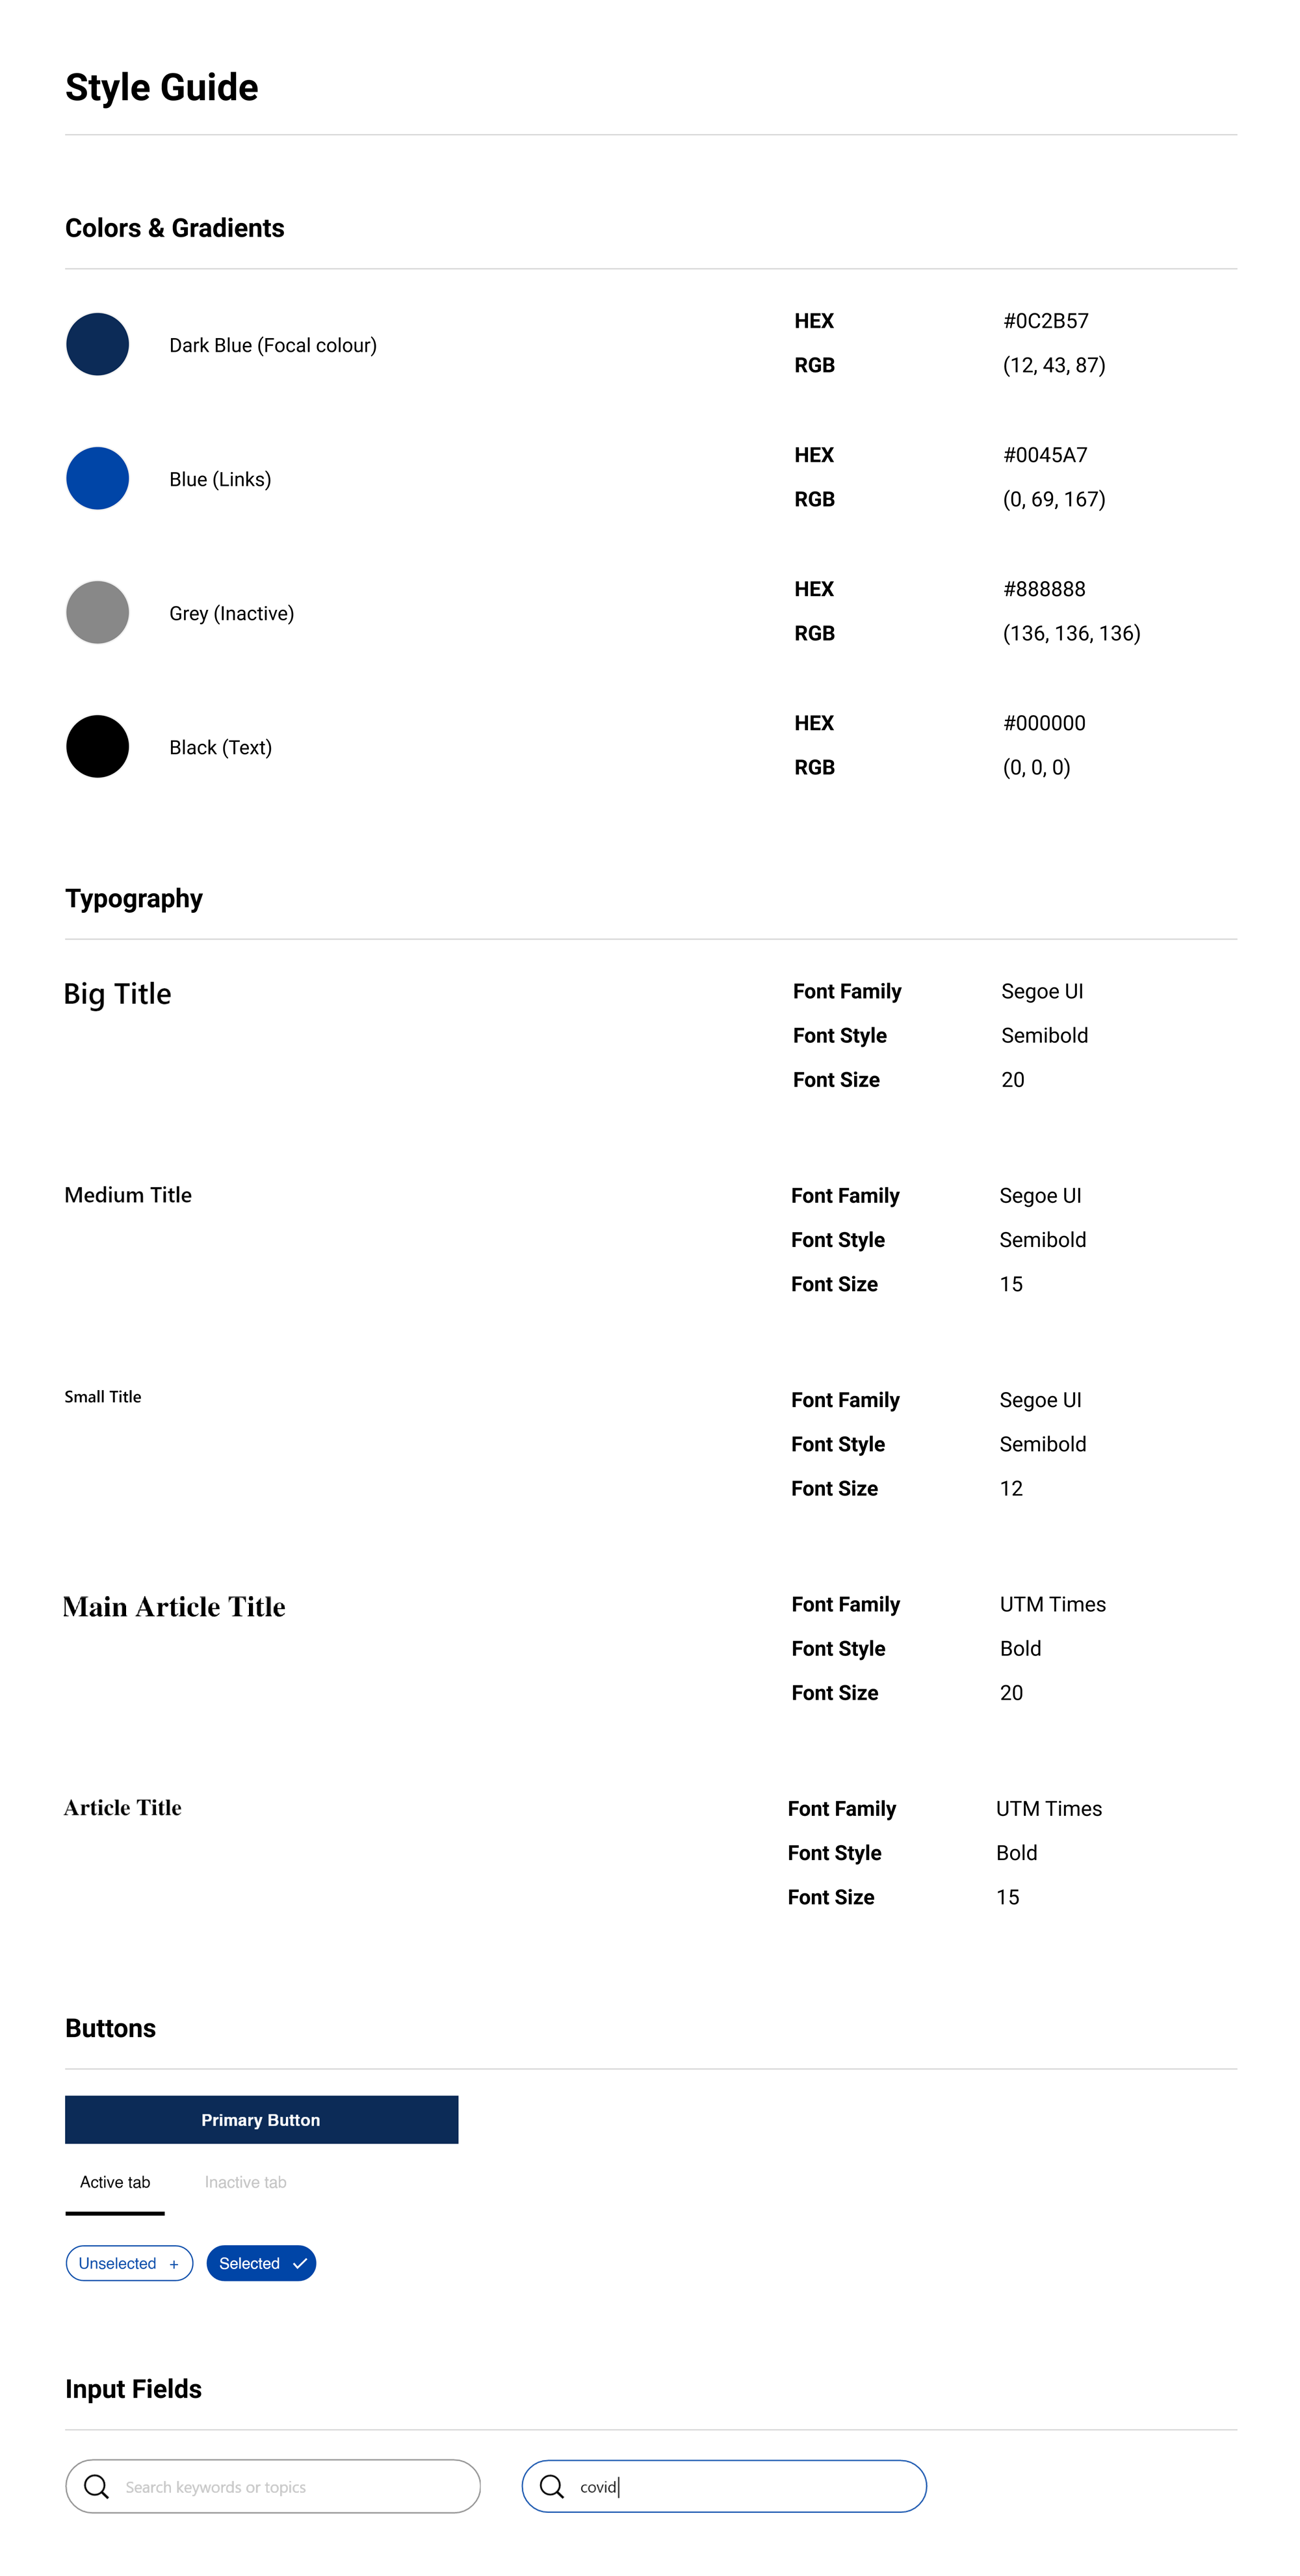 Style Guide
Colors & Gradients
Dark Blue (Focal colour)
HEX #0C2B57
RGB (12, 43, 87)
Blue (Links)
HEX #0045A7
RGB (0, 69, 167)
Grey (Inactive)
HEX #888888
RGB (136, 136, 136)
Black (Text)
HEX #000000
RGB (0, 0, 0)
Typography
Big Title
Font Family Segoe UI
Font Style Semibold
Font Size 20
Medium Title
Font Family Segoe UI
Font Style Semibold
Font Size 15
Small Title
Font Family Segoe UI
Font Style Semibold
Font Size 12
Main Article Title
Font Family UTM Times
Font Style Bold
Font Size 20
Article Title
Font Family UTM Times
Font Style Bold
Font Size 15
Buttons
Primary Button
Active tab Inactive tab
Unselected + Selected
Input Fields
Search keywords or topics covid